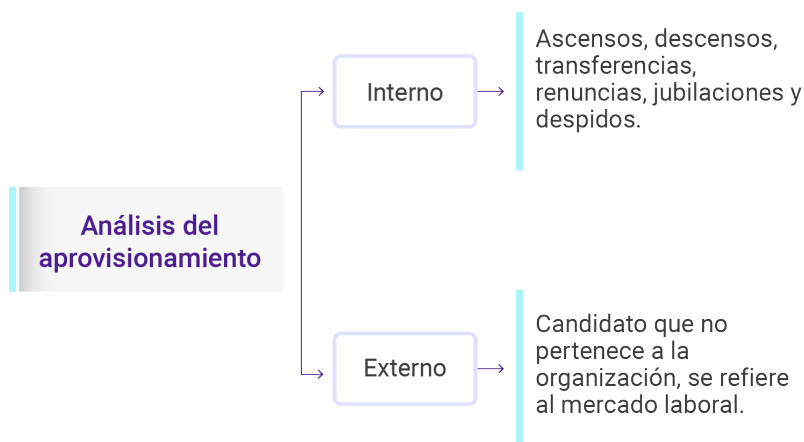 Análisis del
aprovisionamiento
Interno
Ascensos, descensos,
transferencias,
renuncias, jubilaciones y
despidos.
Externo
Candidato que no
pertenece a la
organización, se refiere
al mercado laboral.